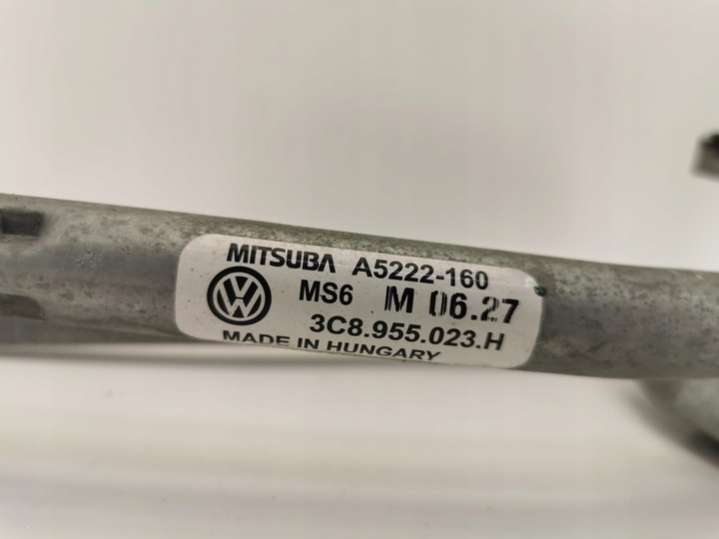 MITSUBA A5222-160
MS6 M 06.27
3C8.955.023.H
MADE IN HUNGARY